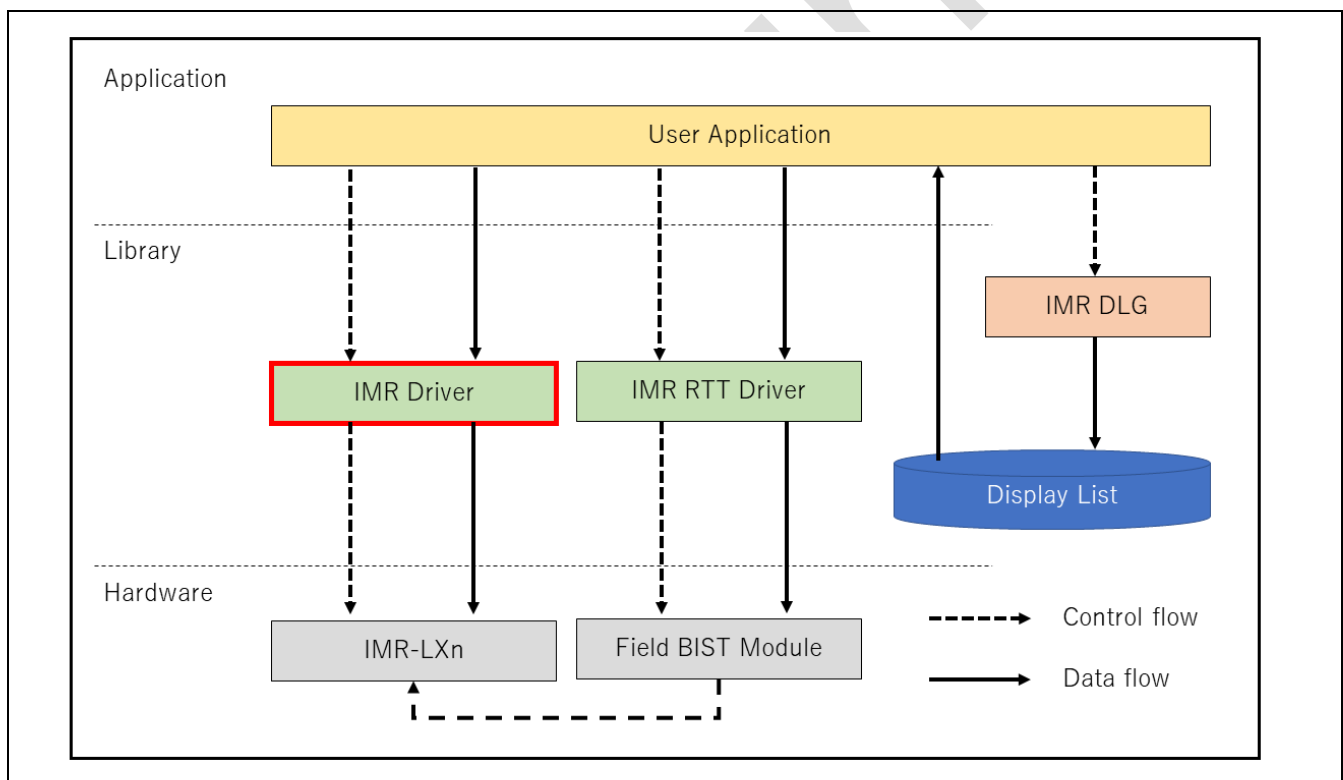 Application
User Application
Library
IMR DLG
IMR Driver
IMR RTT Driver
Display List
Hardware
IMR-LXn
Field BIST Module
Control flow
Data flow